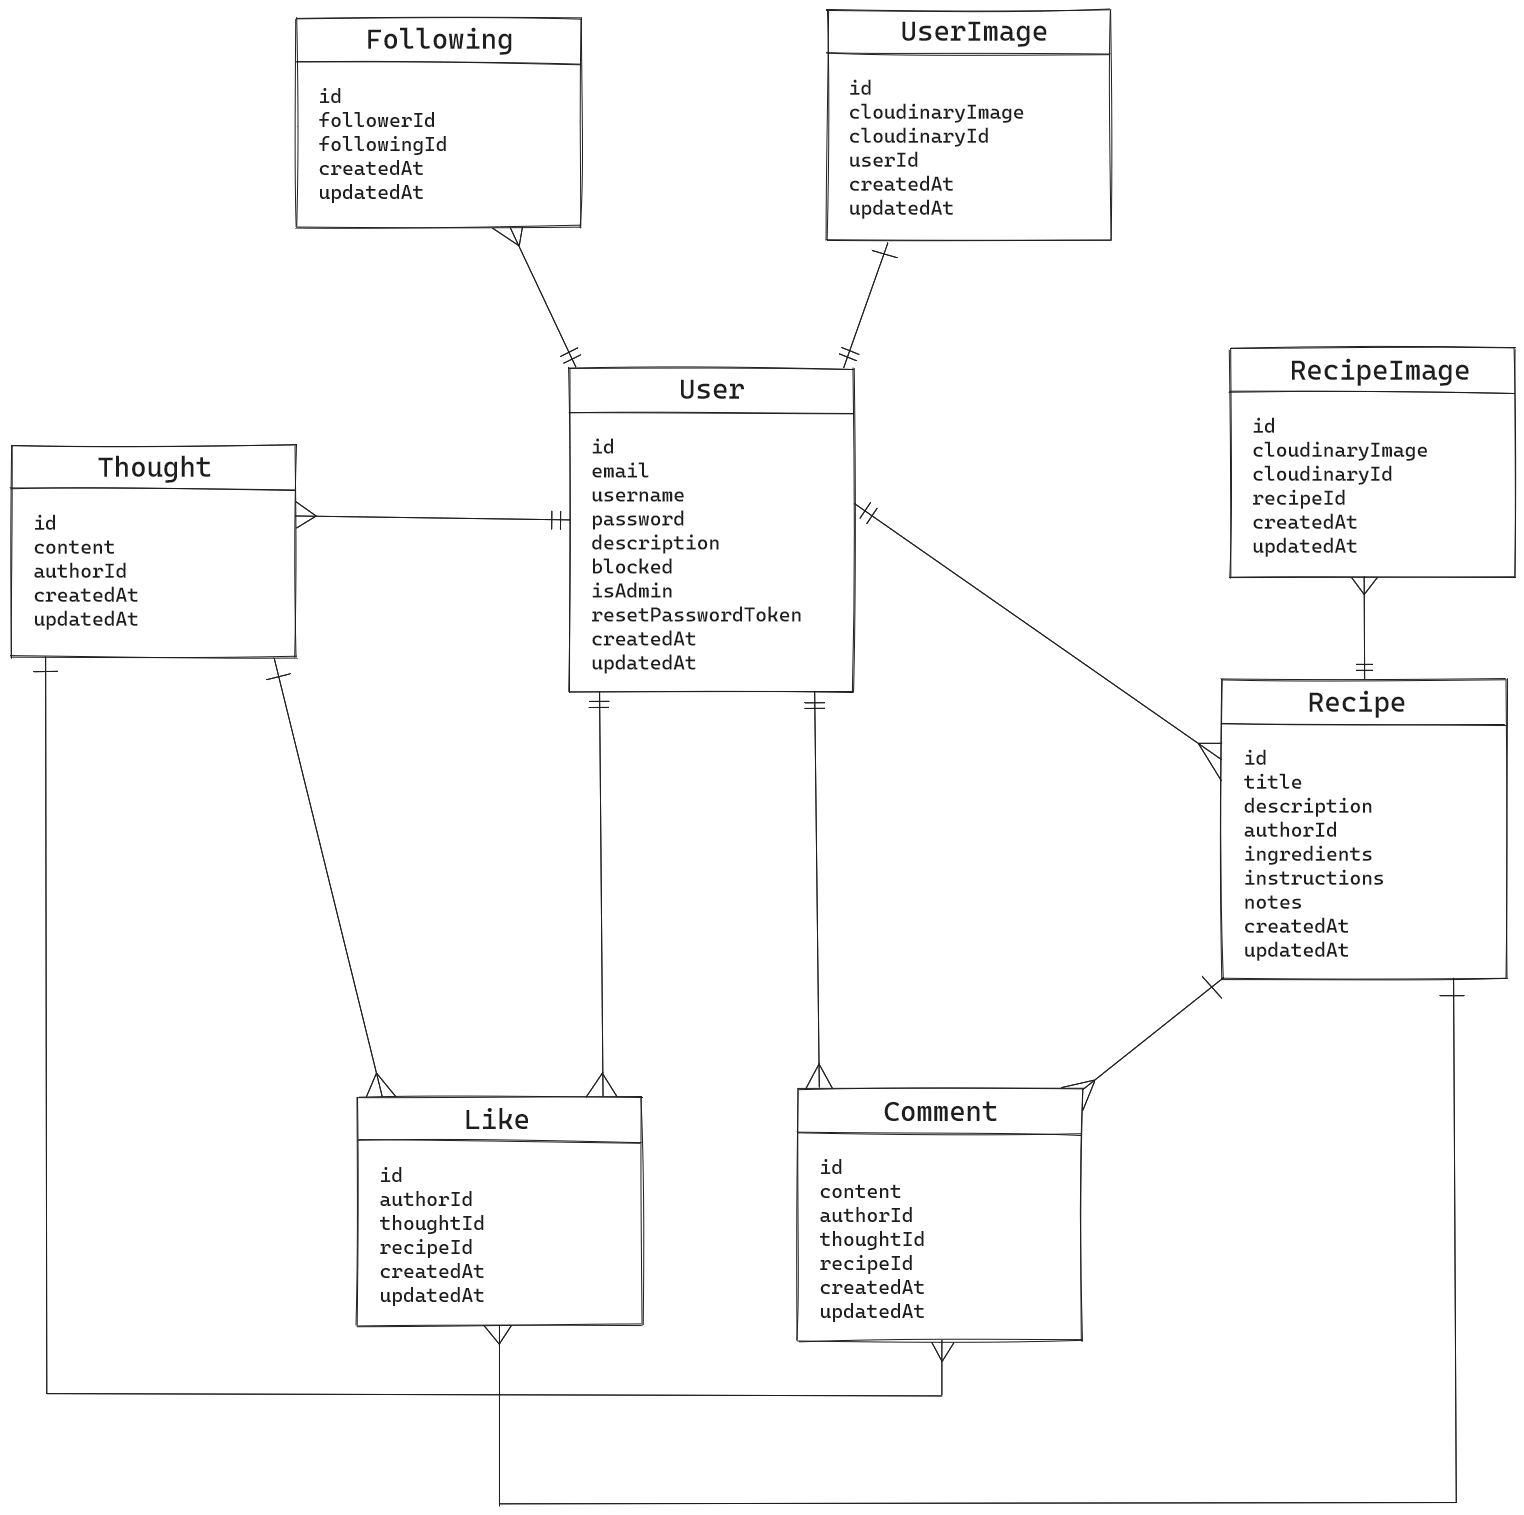 Following
id
followerId
followingId
createdAt
updatedAt
UserImage
id
cloudinaryImage
cloudinaryId
userId
createdAt
updatedAt
User
id
email
username
password
description
blocked
isAdmin
resetPasswordToken
createdAt
updatedAt
RecipeImage
id
cloudinaryImage
cloudinaryId
recipeId
createdAt
updatedAt
Thought
id
content
authorId
createdAt
updatedAt
Recipe
id
title
description
authorId
ingredients
instructions
notes
createdAt
updatedAt
Like
id
authorId
thoughtId
recipeId
createdAt
updatedAt
Comment
id
content
authorId
thoughtId
recipeId
createdAt
updatedAt